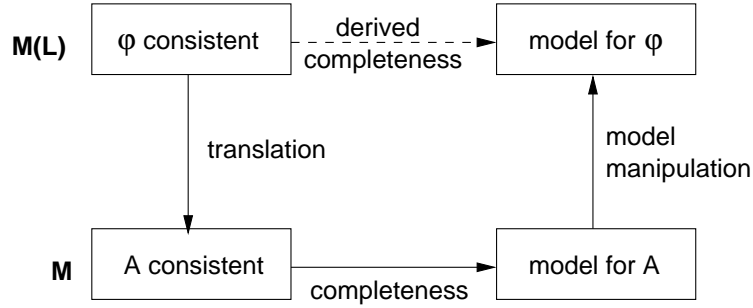 M(L)
φ consistent
derived
completeness
model for φ
translation
model
manipulation
M
A consistent
completeness
model for A